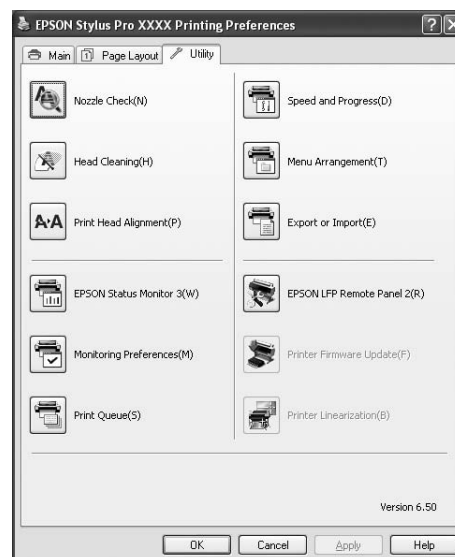 EPSON Stylus Pro XXXX Printing Preferences
Main
Page Layout
Utility
Nozzle Check(N)
Speed and Progress(D)
Head Cleaning(H)
Menu Arrangement(T)
Print Head Alignment(P)
Export or Import(E)
EPSON Status Monitor 3(W)
EPSON LFP Remote Panel 2(R)
Monitoring Preferences(M)
Printer Firmware Update(F)
Print Queue(S)
Printer Linearization(B)
Version 6.50
OK
Cancel
Apply
Help